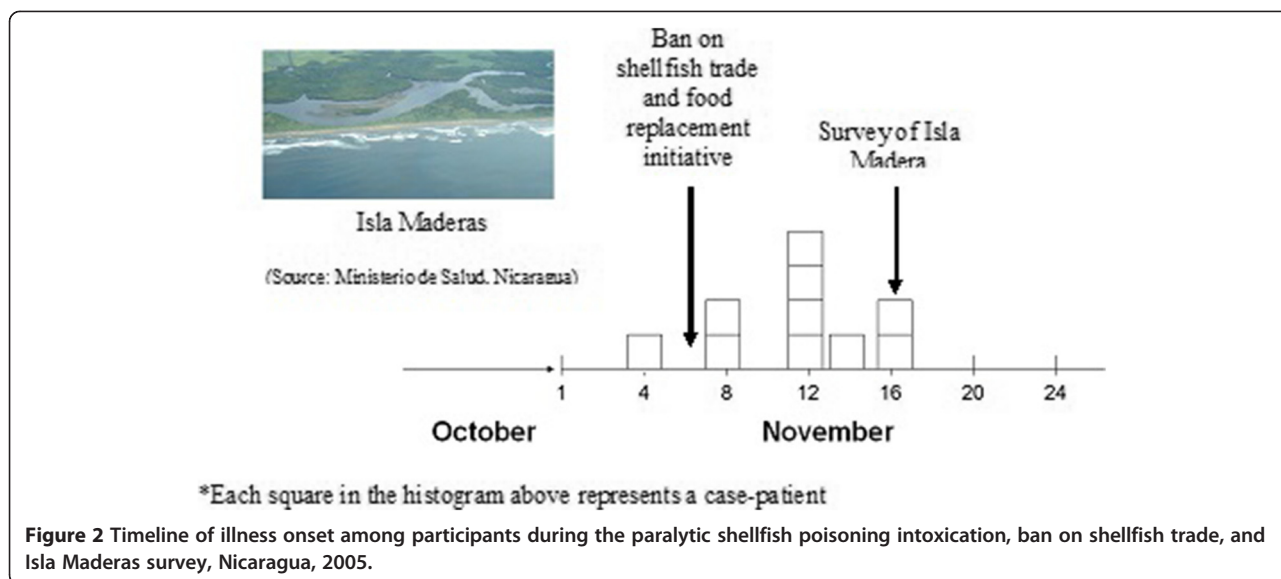 Ban on
shellfish trade
and food
replacement
initiative
Survey of Isla
Madera
Isla Maderas
(Source: Ministerio de Salud. Nicaragua)
1 4 8 12 16 20 24
October November
*Each square in the histogram above represents a case-patient
Figure 2 Timeline of illness onset among participants during the paralytic shellfish poisoning intoxication, ban on shellfish trade, and
Isla Maderas survey, Nicaragua, 2005.